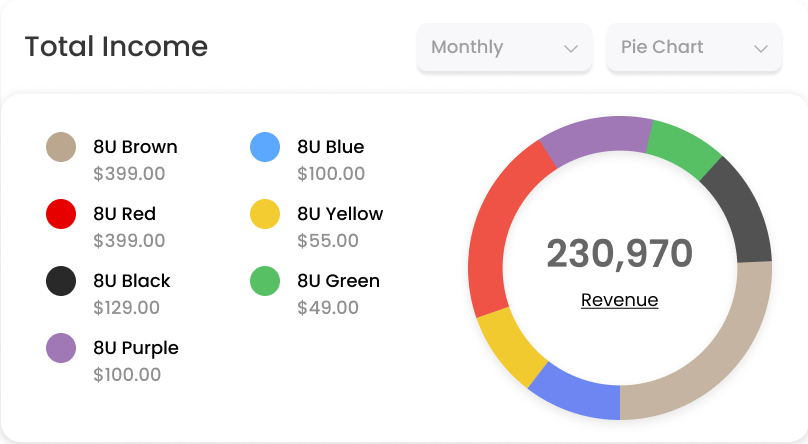 Total Income
Monthly
Pie Chart
8U Brown
$399.00
8U Blue
$100.00
8U Red
$399.00
8U Yellow
$55.00
8U Black
$129.00
8U Green
$49.00
8U Purple
$100.00
230,970
Revenue